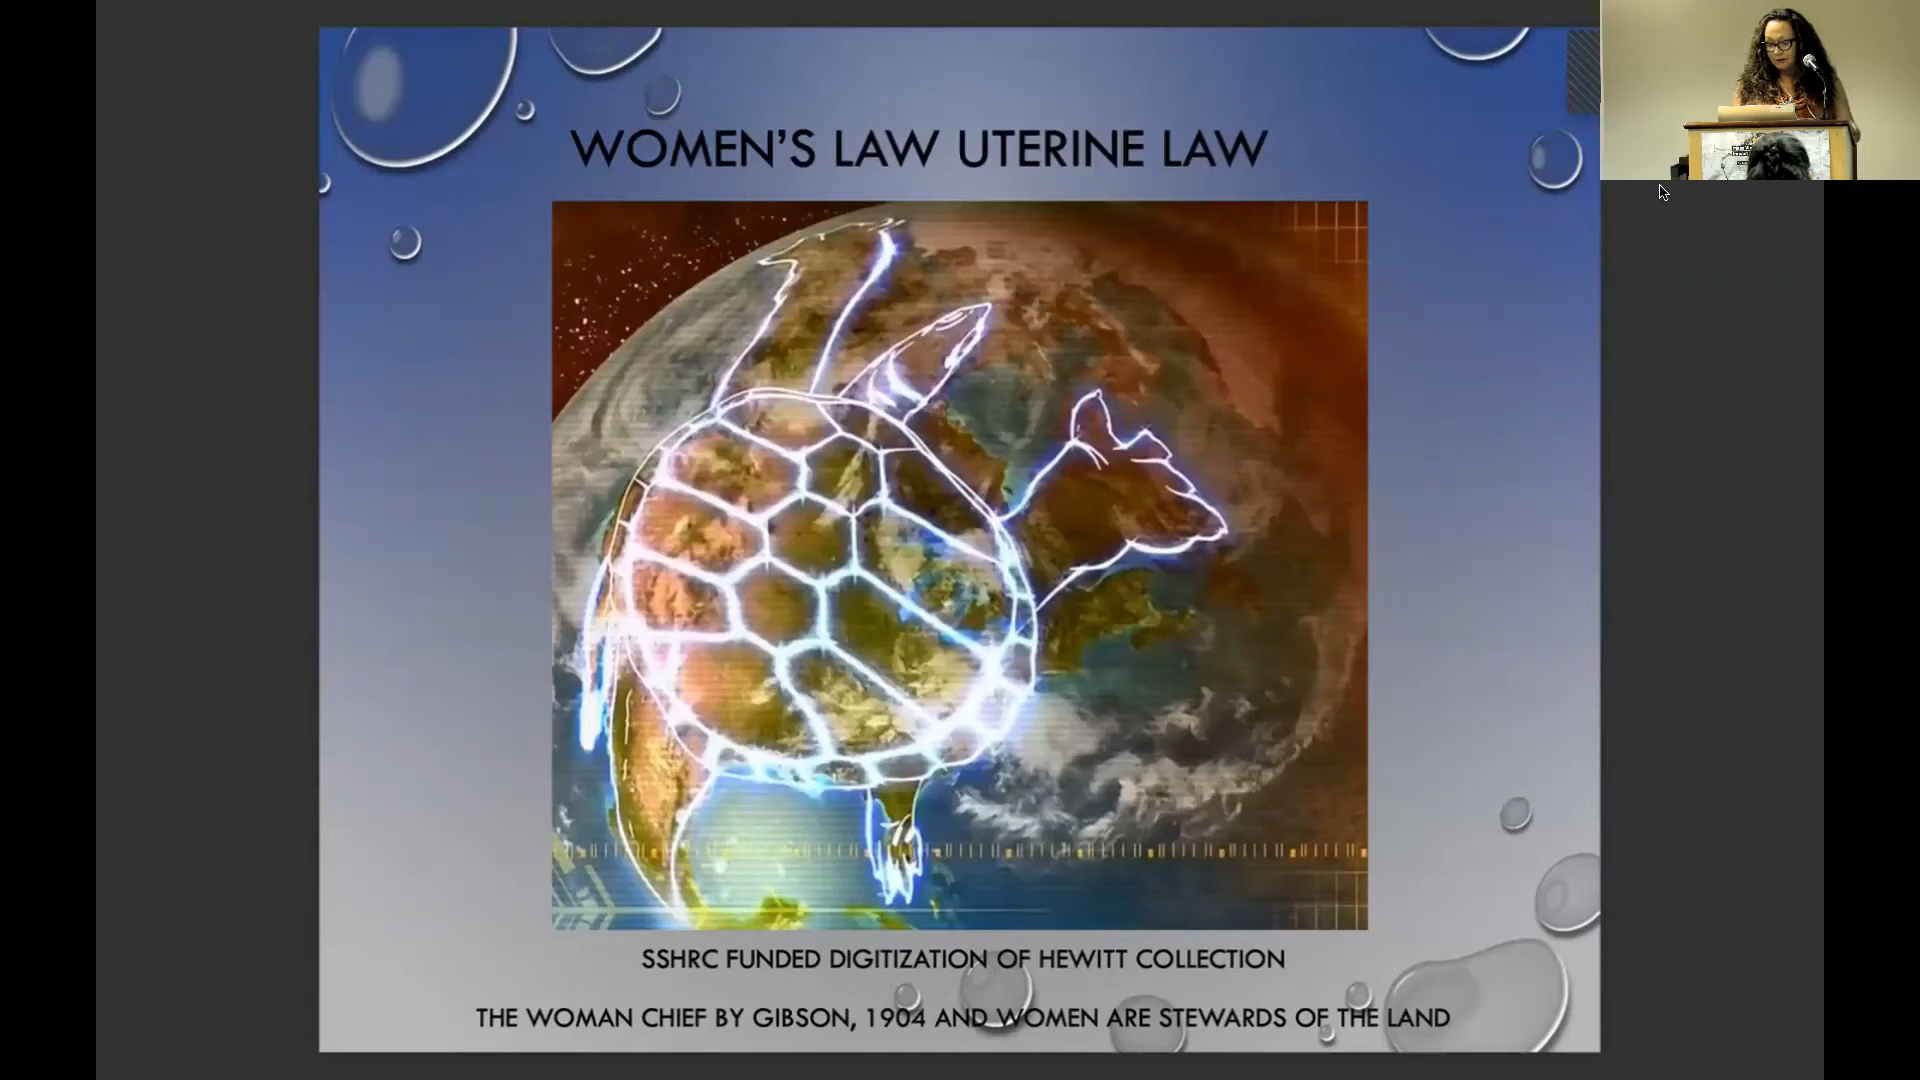 WOMEN'S LAW UTERINE LAW
SSHRC FUNDED DIGITIZATION OF HEWITT COLLECTION
THE WOMAN CHIEF BY GIBSON, 1904 AND WOMEN ARE STEWARDS OF THE LAND